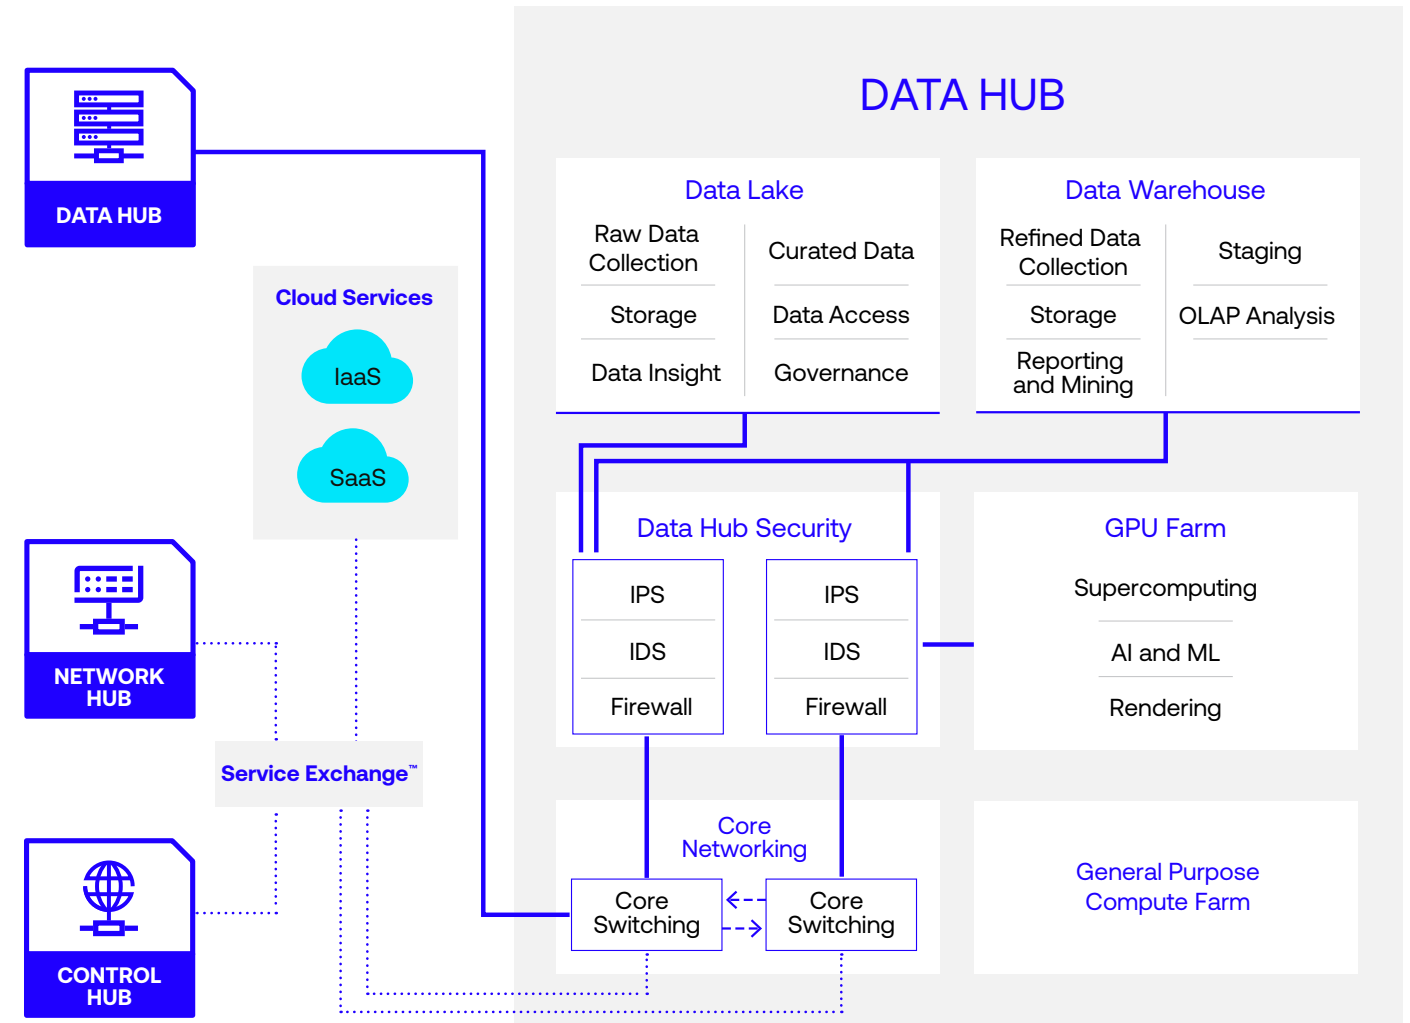 DATA HUB
DATA HUB
Cloud Services
IaaS
SaaS
NETWORK
HUB
Service Exchange™
CONTROL
HUB
Data Lake
Raw Data
Collection
Storage
Data Insight
Curated Data
Data Access
Governance
Data Warehouse
Refined Data
Collection
Storage
Reporting
and Mining
Staging
OLAP Analysis
Data Hub Security
IPS
IDS
Firewall
IPS
IDS
Firewall
GPU Farm
Supercomputing
AI and ML
Rendering
Core
Networking
Core
Switching
Core
Switching
General Purpose
Compute Farm